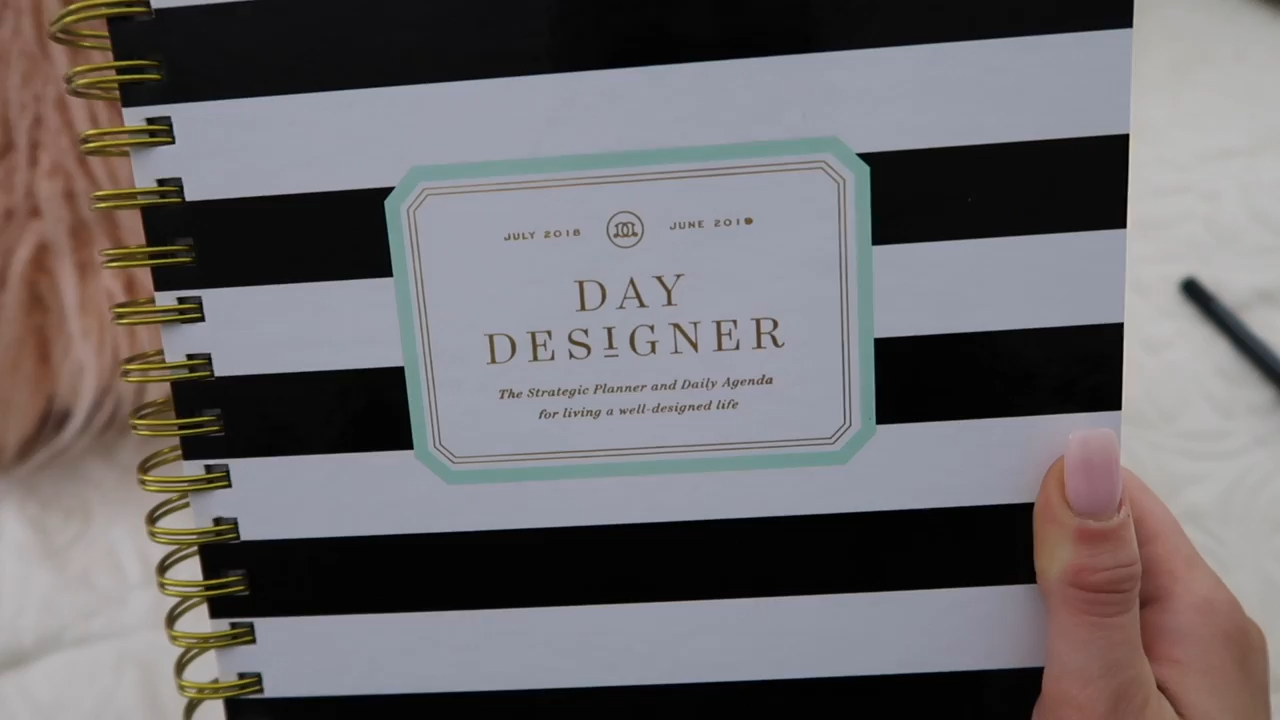 JULY 2018 JUNE 2019
DAY
DESIGNER
The Strategic Planner and Daily Agenda
for living a well-designed life